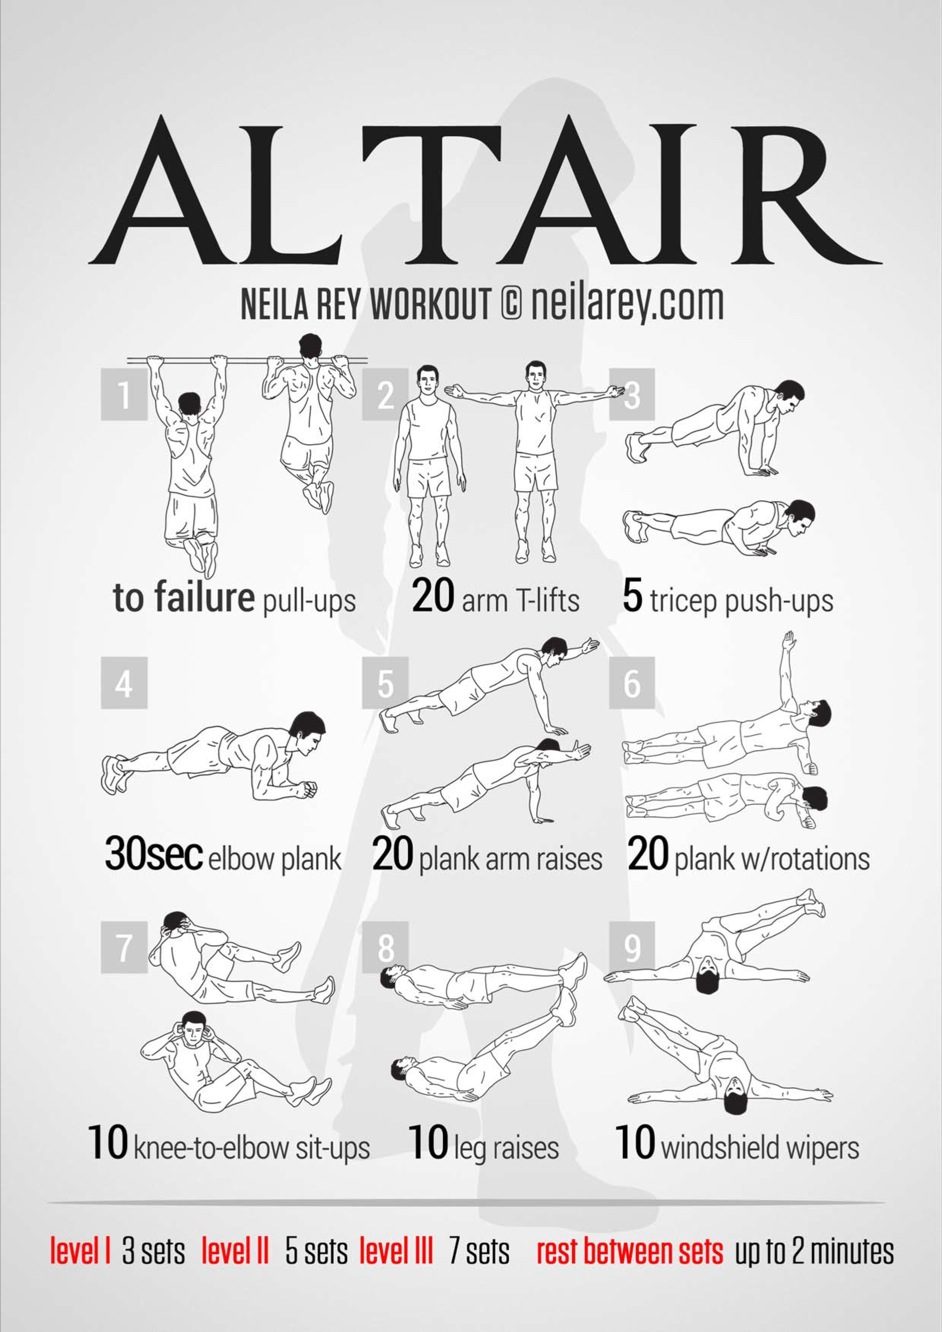 ALTAIR
NEILA REY WORKOUT © neilarey.com
1
2
3
to failure pull-ups
20 arm T-lifts
5 tricep push-ups
4
5
6
30sec elbow plank
20 plank arm raises
20 plank w/rotations
7
8
9
10 knee-to-elbow sit-ups
10 leg raises
10 windshield wipers
level I 3 sets level II 5 sets level III 7 sets rest between sets up to 2 minutes